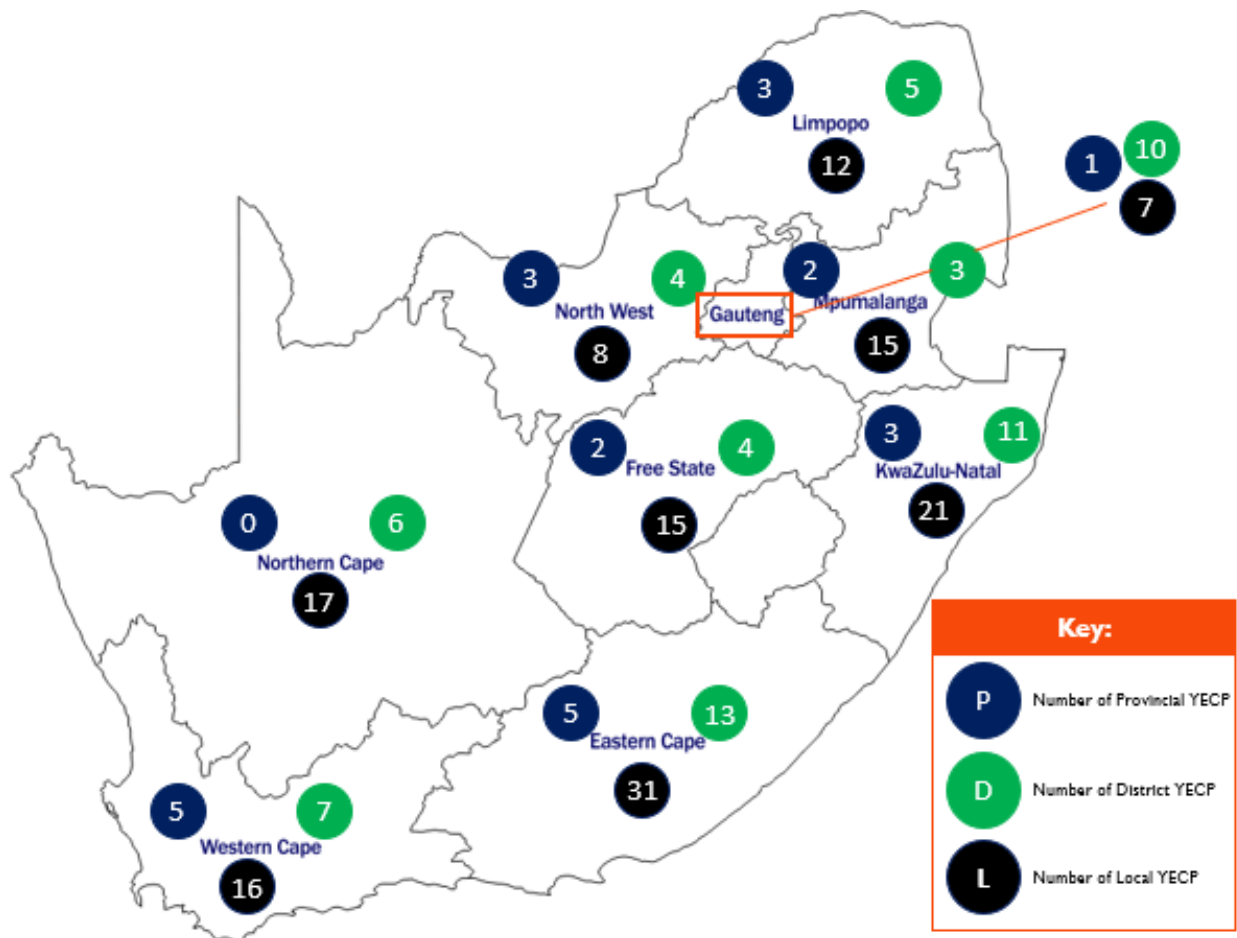 3
5
Limpopo
12
1
10
7
3
4
North West
8
Gauteng
2
3
Mpumalanga
15
2
4
Free State
15
3
11
KwaZulu-Natal
21
0
6
Northern Cape
17
5
13
Eastern Cape
31
5
7
Western Cape
16
Key:
P Number of Provincial YECP
D Number of District YECP
L Number of Local YECP